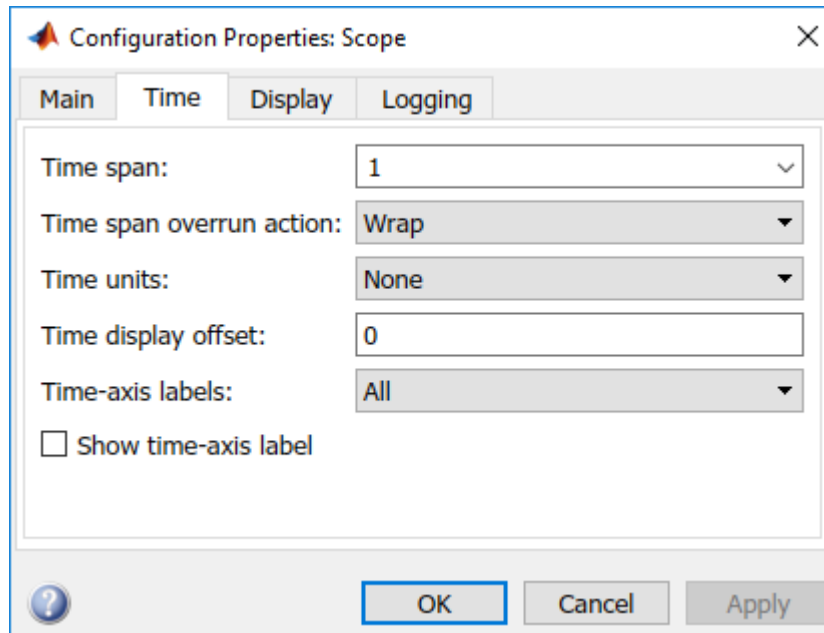 Configuration Properties: Scope
Main Time Display Logging
Time span: 1
Time span overrun action: Wrap
Time units: None
Time display offset: 0
Time-axis labels: All
Show time-axis label
? OK Cancel Apply